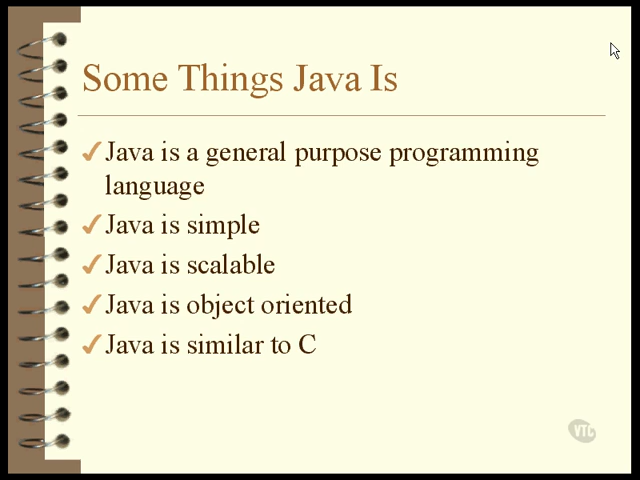 Some Things Java Is
Java is a general purpose programming
language
Java is simple
Java is scalable
Java is object oriented
Java is similar to C
VTC